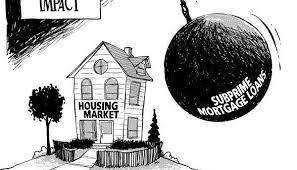 IMPACT
HOUSING
MARKET
SUBPRIME
MORTGAGE LOANS